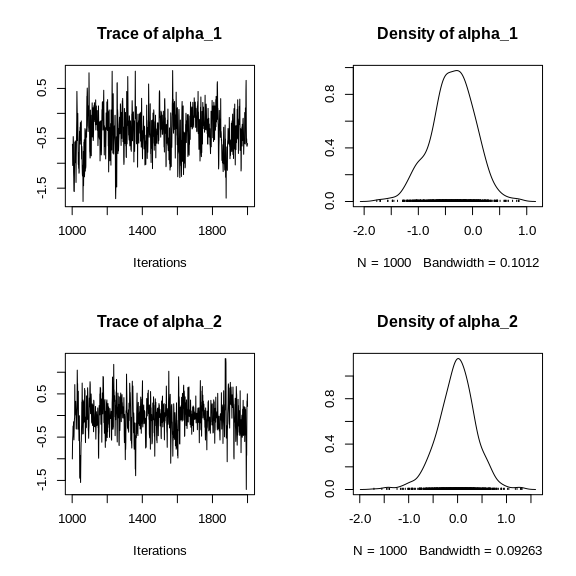 Trace of alpha_1
-1.5 -0.5 0.5
1000 1400 1800
Iterations
Density of alpha_1
0.0 0.4 0.8
-2.0 -1.0 0.0 1.0
N = 1000 Bandwidth = 0.1012
Trace of alpha_2
-1.5 -0.5 0.5
1000 1400 1800
Iterations
Density of alpha_2
0.0 0.4 0.8
-2.0 -1.0 0.0 1.0
N = 1000 Bandwidth = 0.09263